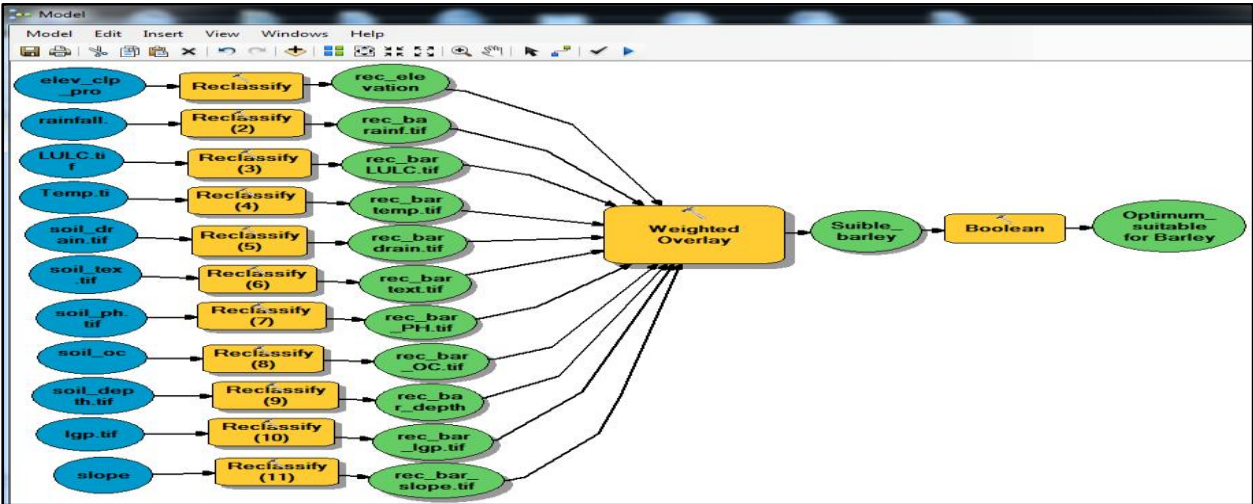 Model
Model Edit Insert View Windows Help
elev_clp
_pro
Reclassify
rec_ele
vation
rainfall.
Reclassify
(2)
rec_ba
rainf.tif
LULC.ti
f
Reclassify
(3)
rec_bar
LULC.tif
Temp.ti
Reclassify
(4)
rec_bar
temp.tif
soil_dr
ain.tif
Reclassify
(5)
rec_bar
drain.tif
soil_tex
.tif
Reclassify
(6)
rec_bar
text.tif
soil_ph.
tif
Reclassify
(7)
rec_bar
_PH.tif
soil_oc
Reclassify
(8)
rec_bar
_OC.tif
soil_dep
th.tif
Reclassify
(9)
rec_ba
r_depth
lgp.tif
Reclassify
(10)
rec_bar
_lgp.tif
slope
Reclassify
(11)
rec_bar_
slope.tif
Weighted
Overlay
Suible_
barley
Boolean
Optimum_
suitable
for Barley